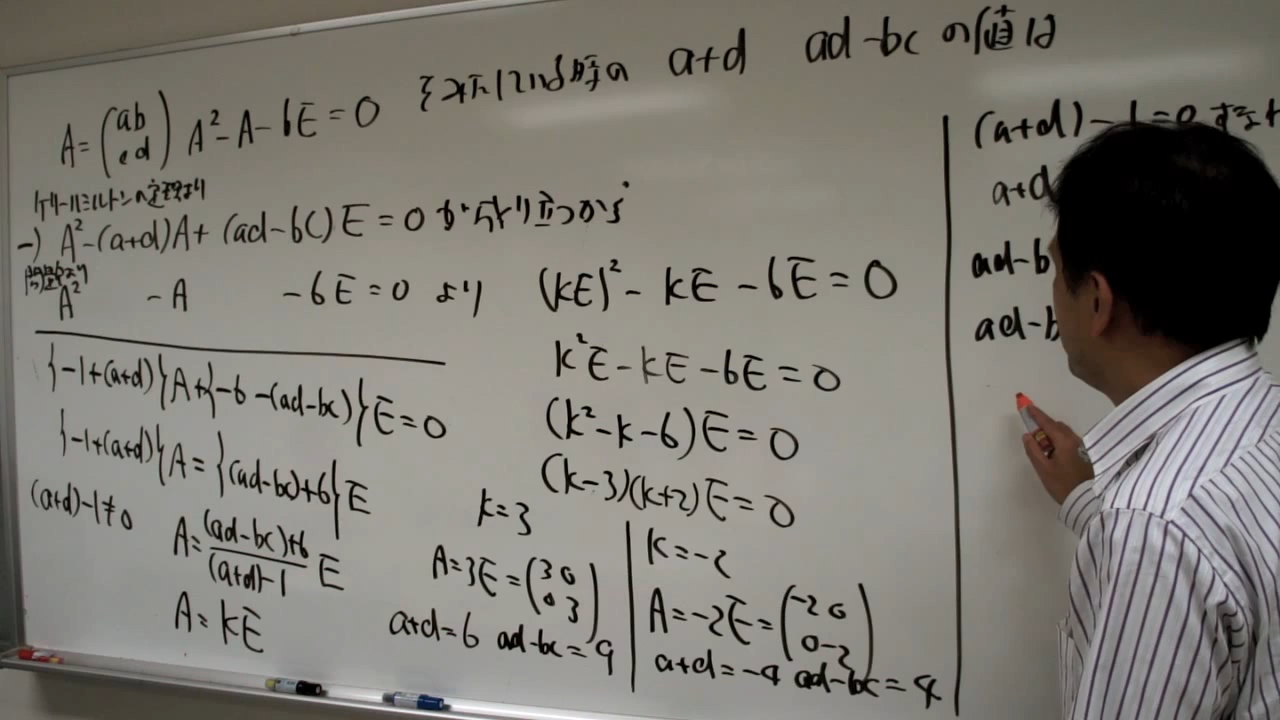 A=(ab cd) A²-A-6E=0 を みたしている時の a+d ad-bc の値は
ケーリーハミルトンの定理より
-) A²-(a+d)A+(ad-bc)E=0 が成り立つから
問題より
A² -A -6E=0 より
{-1+(a+d)}A+{-6-(ad-bc)}E=0
{-1+(a+d)}A={(ad-bc)+6}E
(a+d)-1≠0
A=(ad-bc)+6/(a+d)-1 E
A=kE
(kE)²-kE-6E=0
k²E-kE-6E=0
(k²-k-6)E=0
(k-3)(k+2)E=0
k=3
A=3E=(3 0 0 3)
a+d=6 ad-bc=9
k=-2
A=-2E=(-2 0 0 -2)
a+d=-4 ad-bc=4
(a+d)-1=0 すると
a+d
ad-b
ad-b